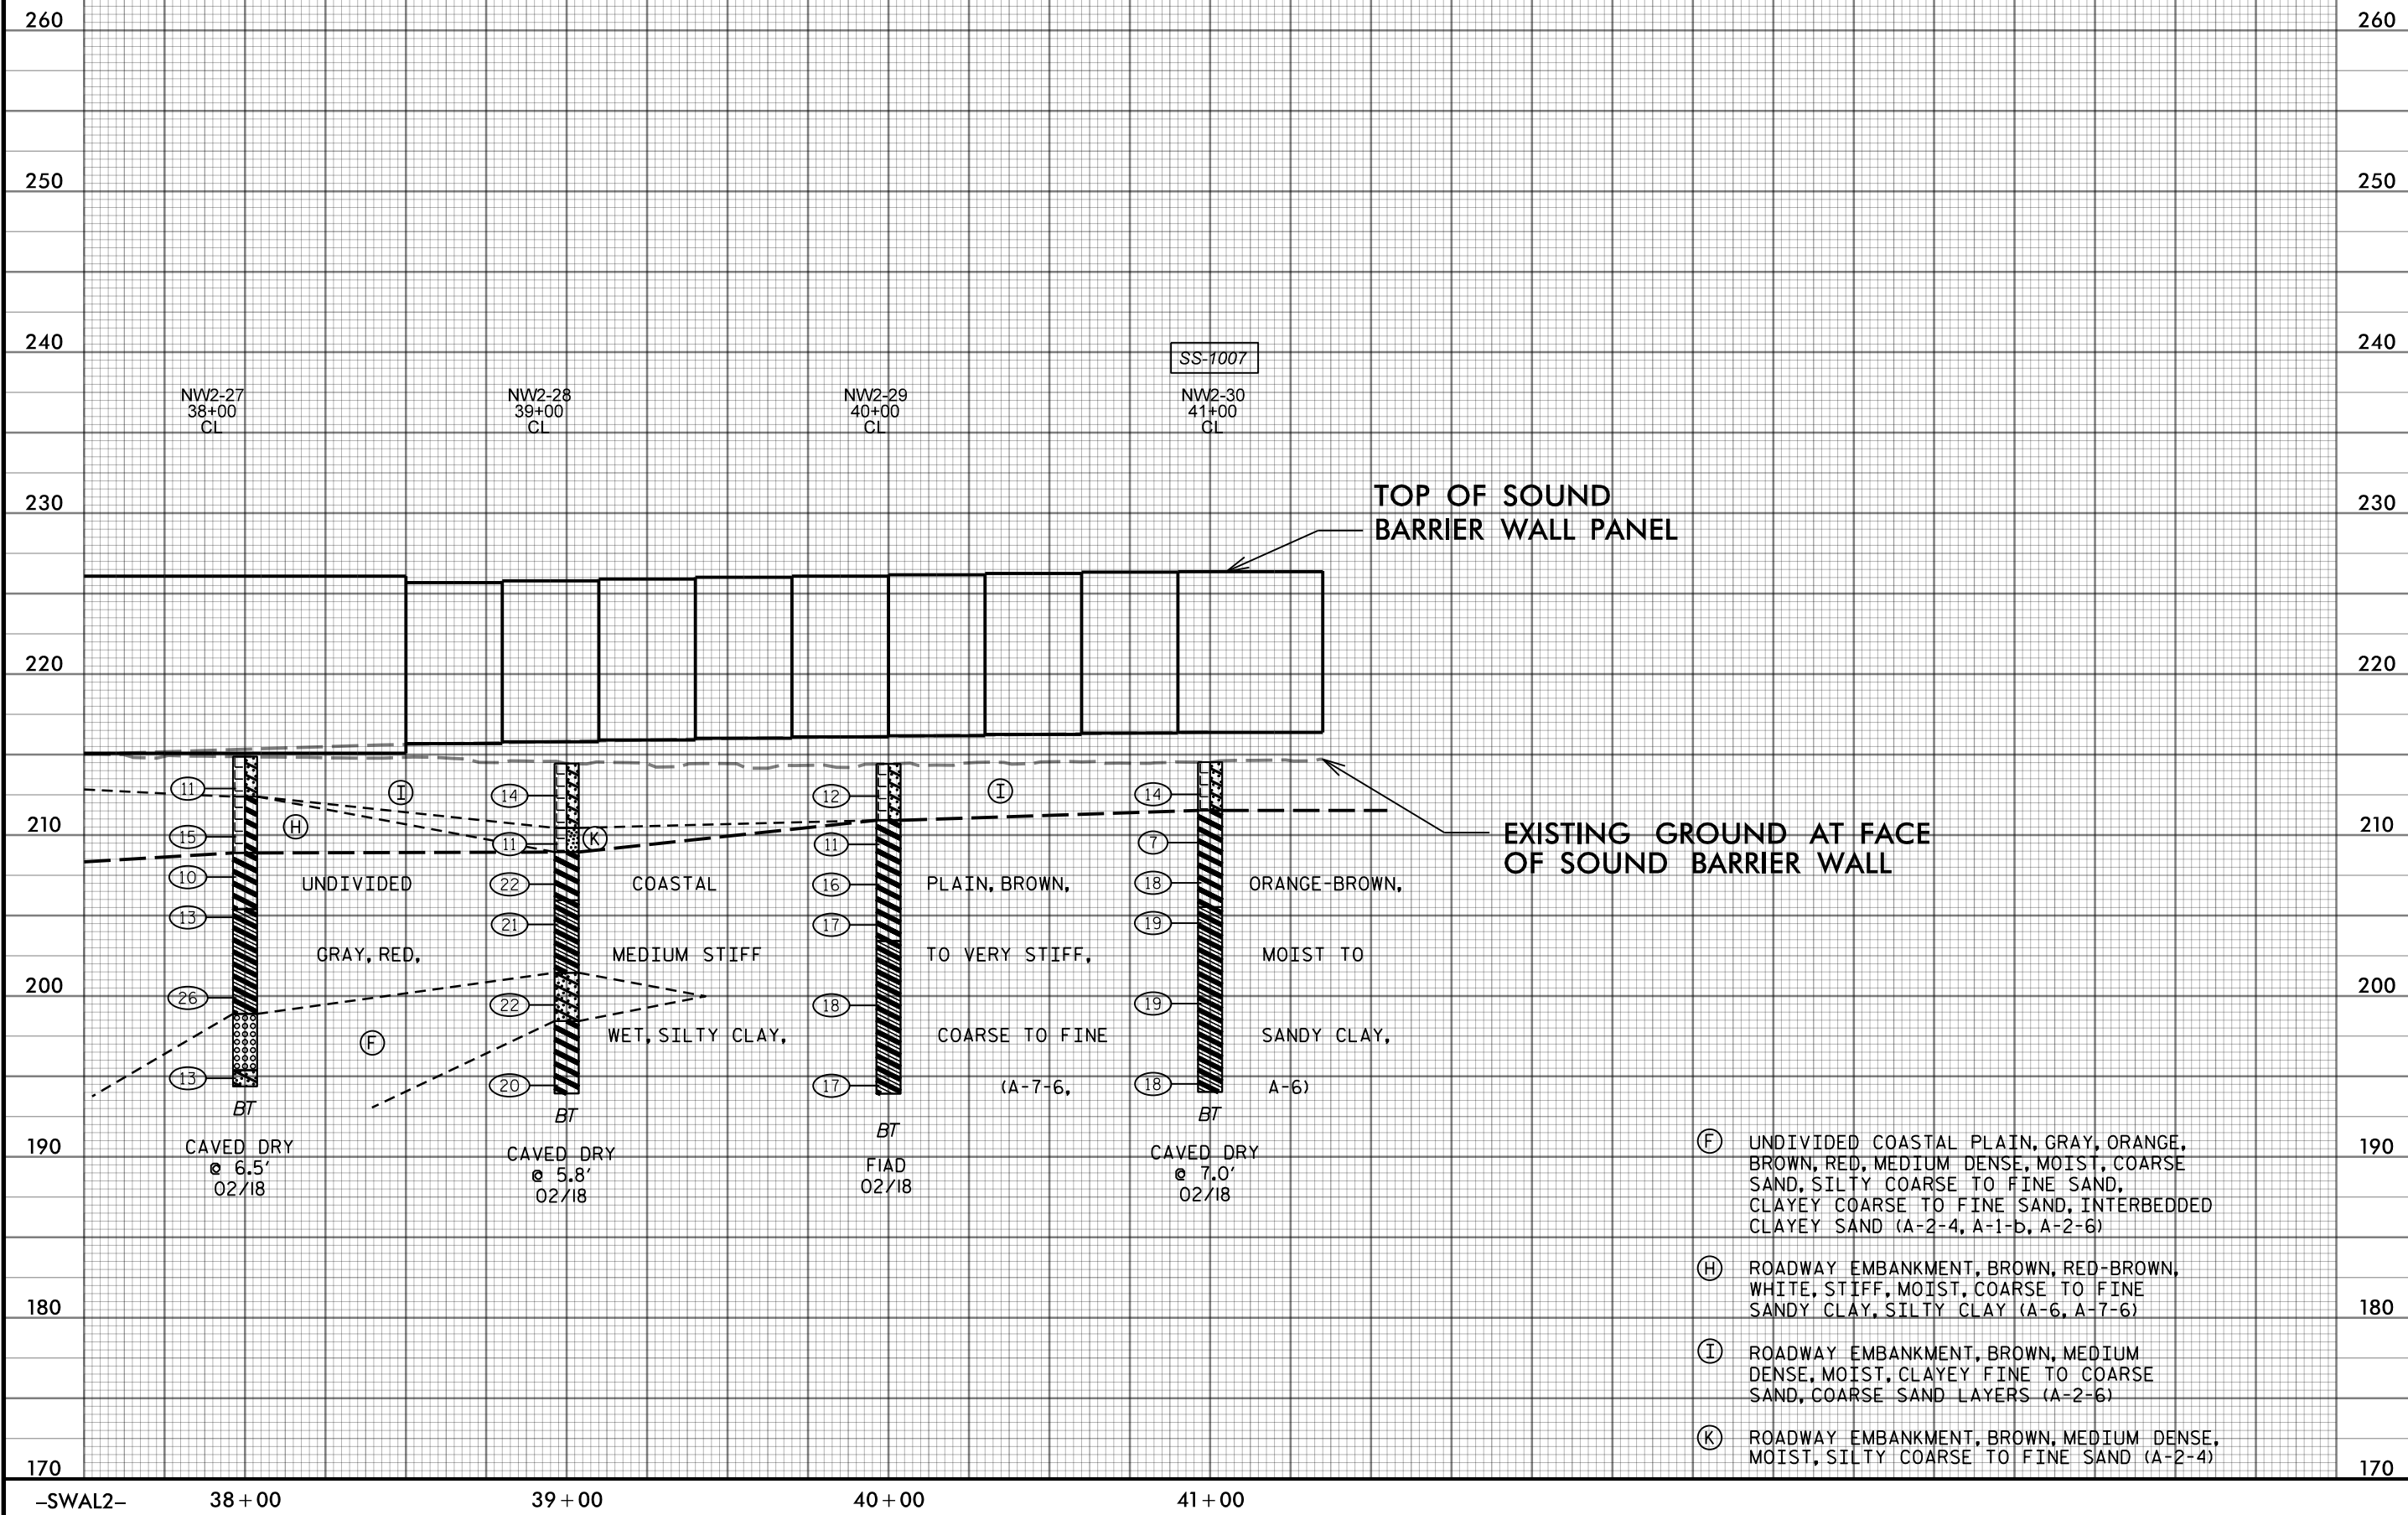 260 260
250 250
240 240
SS-1007
NW2-27 NW2-28 NW2-29 NW2-30
38+00 39+00 40+00 41+00
CL CL CL CL
230 230
TOP OF SOUND
BARRIER WALL PANEL
220 220
11 I 14 12 I 14
210 210
H
15 11 K 11 7
EXISTING GROUND AT FACE
OF SOUND BARRIER WALL
10 UNDIVIDED 22 COASTAL 16 PLAIN, BROWN, 18 ORANGE-BROWN,
13 21 17 19
GRAY, RED, MEDIUM STIFF TO VERY STIFF, MOIST TO
200 200
26 22 18 19
F WET, SILTY CLAY, COARSE TO FINE SANDY CLAY,
13 20 17 (A-7-6, 18 A-6)
BT BT BT BT
190 190
CAVED DRY
@ 6.5'
02/18
CAVED DRY
@ 5.8'
02/18
FIAD
02/18
CAVED DRY
@ 7.0'
02/18
F UNDIVIDED COASTAL PLAIN, GRAY, ORANGE,
BROWN, RED, MEDIUM DENSE, MOIST, COARSE
SAND, SILTY COARSE TO FINE SAND,
CLAYEY COARSE TO FINE SAND, INTERBEDDED
CLAYEY SAND (A-2-4, A-1-b, A-2-6)
H ROADWAY EMBANKMENT, BROWN, RED-BROWN,
WHITE, STIFF, MOIST, COARSE TO FINE
SANDY CLAY, SILTY CLAY (A-6, A-7-6)
180 180
I ROADWAY EMBANKMENT, BROWN, MEDIUM
DENSE, MOIST, CLAYEY FINE TO COARSE
SAND, COARSE SAND LAYERS (A-2-6)
K ROADWAY EMBANKMENT, BROWN, MEDIUM DENSE,
MOIST, SILTY COARSE TO FINE SAND (A-2-4)
170 170
–SWAL2– 38+00 39+00 40+00 41+00